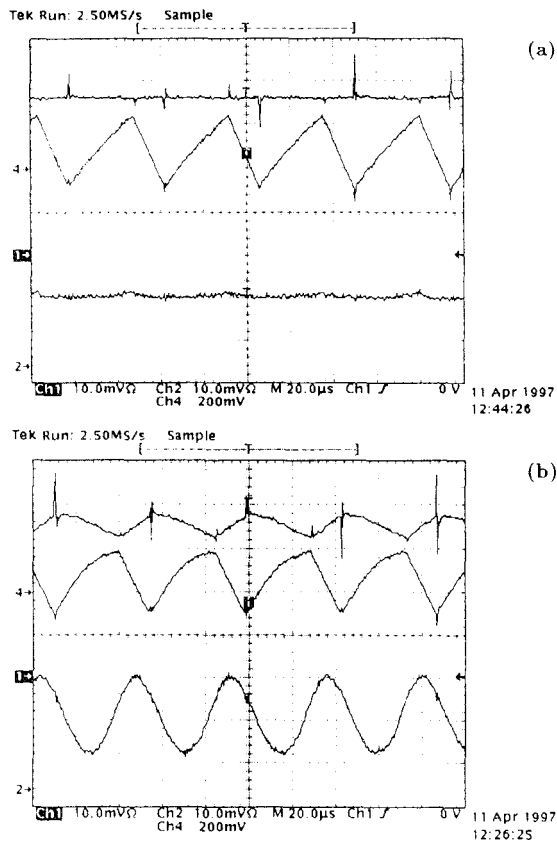 Tek Run: 2.50MS/s Sample
(a)
T
4→
1→
2→
Ch1 10.0mVΩ Ch2 10.0mVΩ M 20.0µs Ch1 ƒ 0 V
Ch4 200mV
11 Apr 1997
12:44:26
Tek Run: 2.50MS/s Sample
(b)
4→
1→
2→
Ch1 10.0mVΩ Ch2 10.0mVΩ M 20.0µs Ch1 ƒ 0 V
Ch4 200mV
11 Apr 1997
12:26:25